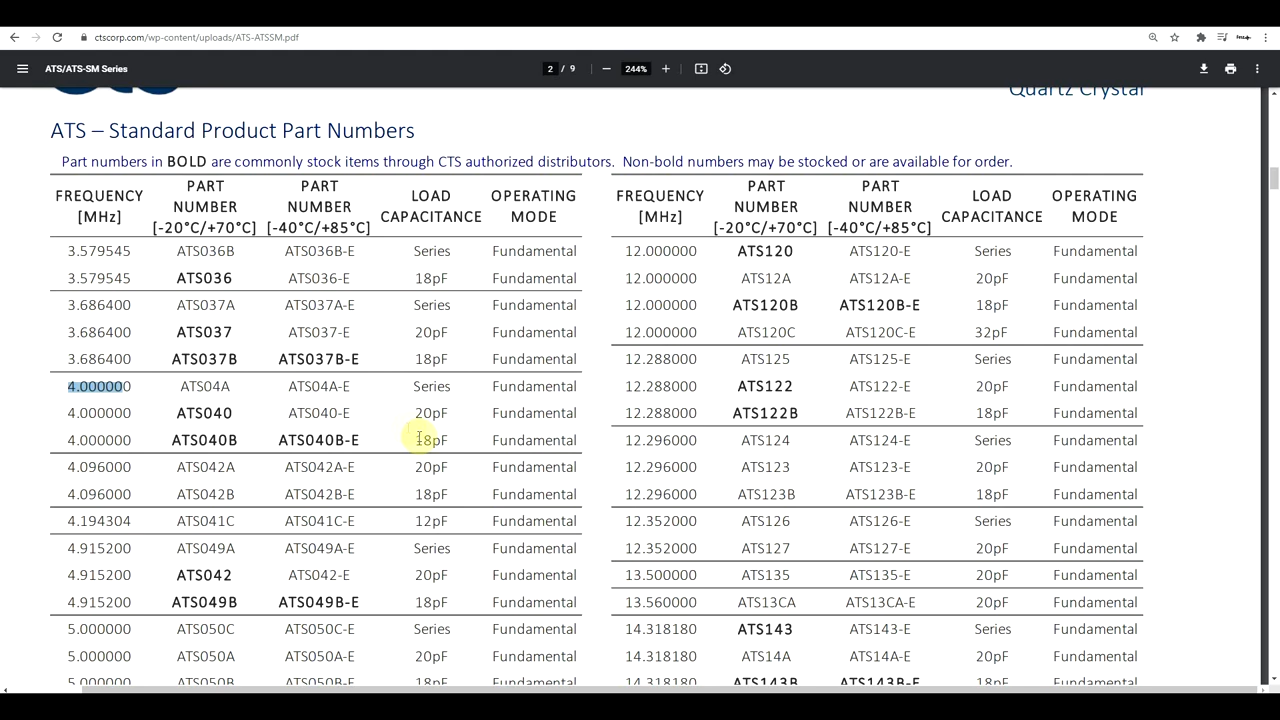 ctscorp.com/wp-content/uploads/ATS-ATSSM.pdf
ATS/ATS-SM Series
2 / 9
244%
Quartz Crystal
ATS – Standard Product Part Numbers
Part numbers in BOLD are commonly stock items through CTS authorized distributors. Non-bold numbers may be stocked or are available for order.
FREQUENCY [MHz] PART NUMBER [-20°C/+70°C] PART NUMBER [-40°C/+85°C] LOAD CAPACITANCE OPERATING MODE
3.579545 ATS036B ATS036B-E Series Fundamental
3.579545 ATS036 ATS036-E 18pF Fundamental
3.686400 ATS037A ATS037A-E Series Fundamental
3.686400 ATS037 ATS037-E 20pF Fundamental
3.686400 ATS037B ATS037B-E 18pF Fundamental
4.000000 ATS04A ATS04A-E Series Fundamental
4.000000 ATS040 ATS040-E 20pF Fundamental
4.000000 ATS040B ATS040B-E 18pF Fundamental
4.096000 ATS042A ATS042A-E 20pF Fundamental
4.096000 ATS042B ATS042B-E 18pF Fundamental
4.194304 ATS041C ATS041C-E 12pF Fundamental
4.915200 ATS049A ATS049A-E Series Fundamental
4.915200 ATS042 ATS042-E 20pF Fundamental
4.915200 ATS049B ATS049B-E 18pF Fundamental
5.000000 ATS050C ATS050C-E Series Fundamental
5.000000 ATS050A ATS050A-E 20pF Fundamental
5.000000 ATS050B ATS050B-E 18pF Fundamental
FREQUENCY [MHz] PART NUMBER [-20°C/+70°C] PART NUMBER [-40°C/+85°C] LOAD CAPACITANCE OPERATING MODE
12.000000 ATS120 ATS120-E Series Fundamental
12.000000 ATS12A ATS12A-E 20pF Fundamental
12.000000 ATS120B ATS120B-E 18pF Fundamental
12.000000 ATS120C ATS120C-E 32pF Fundamental
12.288000 ATS125 ATS125-E Series Fundamental
12.288000 ATS122 ATS122-E 20pF Fundamental
12.288000 ATS122B ATS122B-E 18pF Fundamental
12.296000 ATS124 ATS124-E Series Fundamental
12.296000 ATS123 ATS123-E 20pF Fundamental
12.296000 ATS123B ATS123B-E 18pF Fundamental
12.352000 ATS126 ATS126-E Series Fundamental
12.352000 ATS127 ATS127-E 20pF Fundamental
13.500000 ATS135 ATS135-E 20pF Fundamental
13.560000 ATS13CA ATS13CA-E 20pF Fundamental
14.318180 ATS143 ATS143-E Series Fundamental
14.318180 ATS14A ATS14A-E 20pF Fundamental
14.318180 ATS143B ATS143B-E 18pF Fundamental